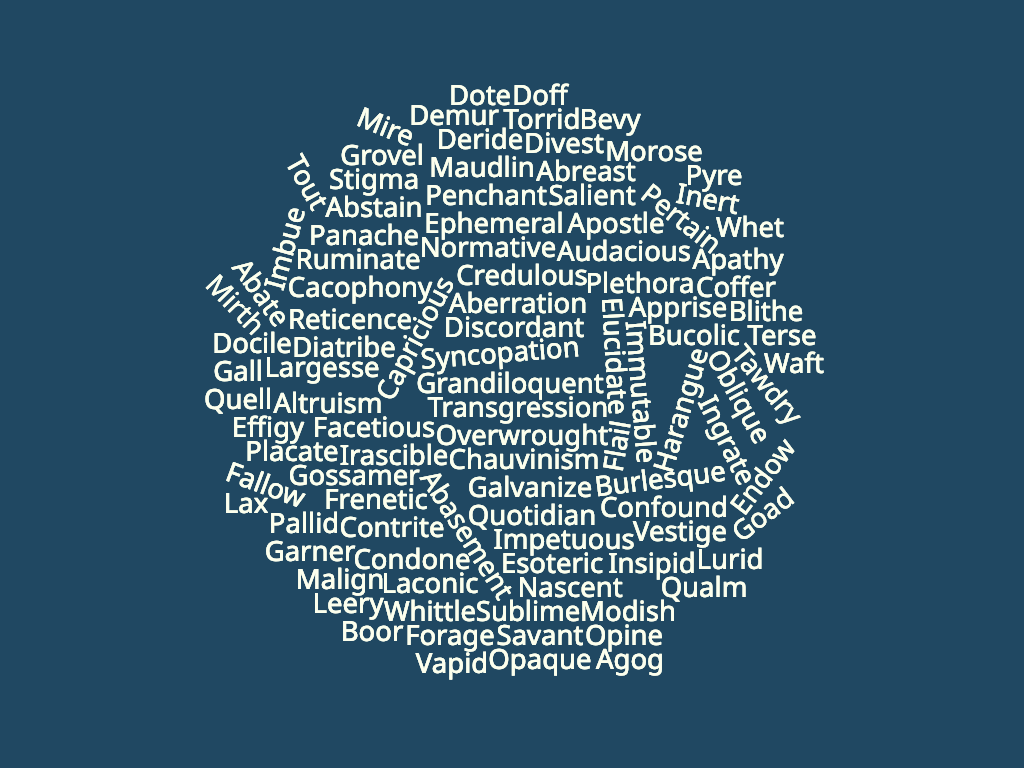 Dote Doff
Mire Demur Torrid Bevy
Deride Divest Morose
Grovel Maudlin Abreast Pyre
Tout Stigma Penchant Salient Pertain Inert
Abstain Ephemeral Apostle Whet
Imbue Panache Normative Audacious Apathy
Ruminate Credulous Plethora Coffer
Abate Mirth Cacophony Capricious Aberration Elucidate Apprise Blithe
Reticence Discordant Immutable Bucolic Terse
Docile Diatribe Syncopation Harangue Oblique Tawdry Waft
Gall Largesse Grandiloquent
Quell Altruism Transgression Ingrate
Effigy Facetious Overwrought Flail
Placate Irascible Chauvinism
Fallow Gossamer Abasement Galvanize Burlesque Endow
Lax Frenetic Quotidian Confound Goad
Pallid Contrite Impetuous Vestige
Garner Condone Esoteric Insipid Lurid
Malign Laconic Nascent Qualm
Leery Whittle Sublime Modish
Boor Forage Savant Opine
Vapid Opaque Agog